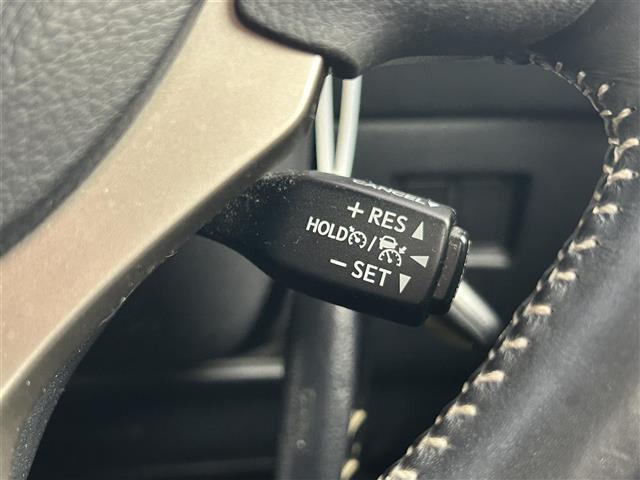 CANCEL
+ RES
HOLD /
− SET